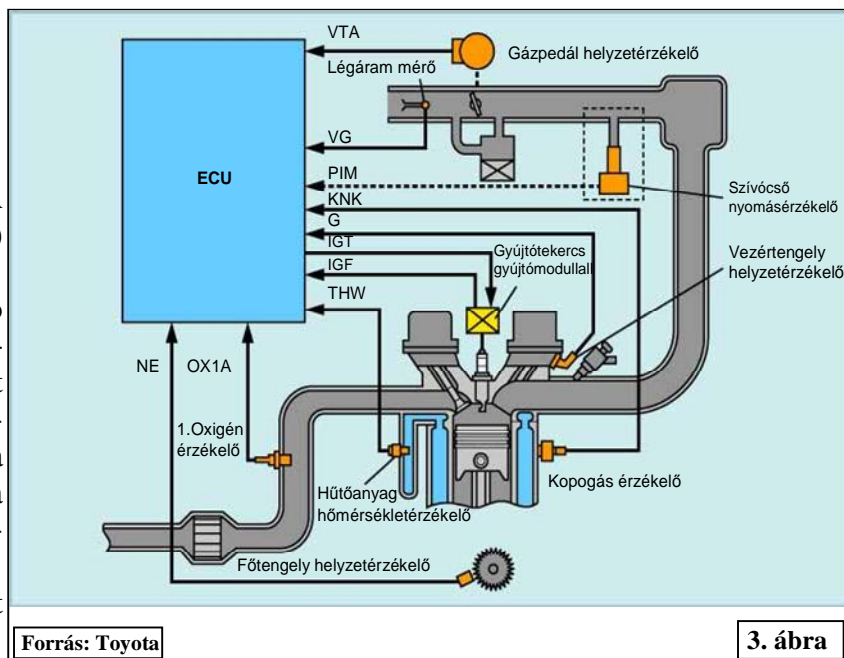 VTA
Gázpedál helyzetérzékelő
Légáram mérő
VG
ECU
PIM
KNK
G
IGT
IGF
THW
Szívócső
nyomásérzékelő
Gyújtótekercs
gyújtómodullall
Vezértengely
helyzetérzékelő
NE
OX1A
1.Oxigén
érzékelő
Hűtőanyag
hőmérsékletérzékelő
Kopogás érzékelő
Főtengely helyzetérzékelő
Forrás: Toyota
3. ábra